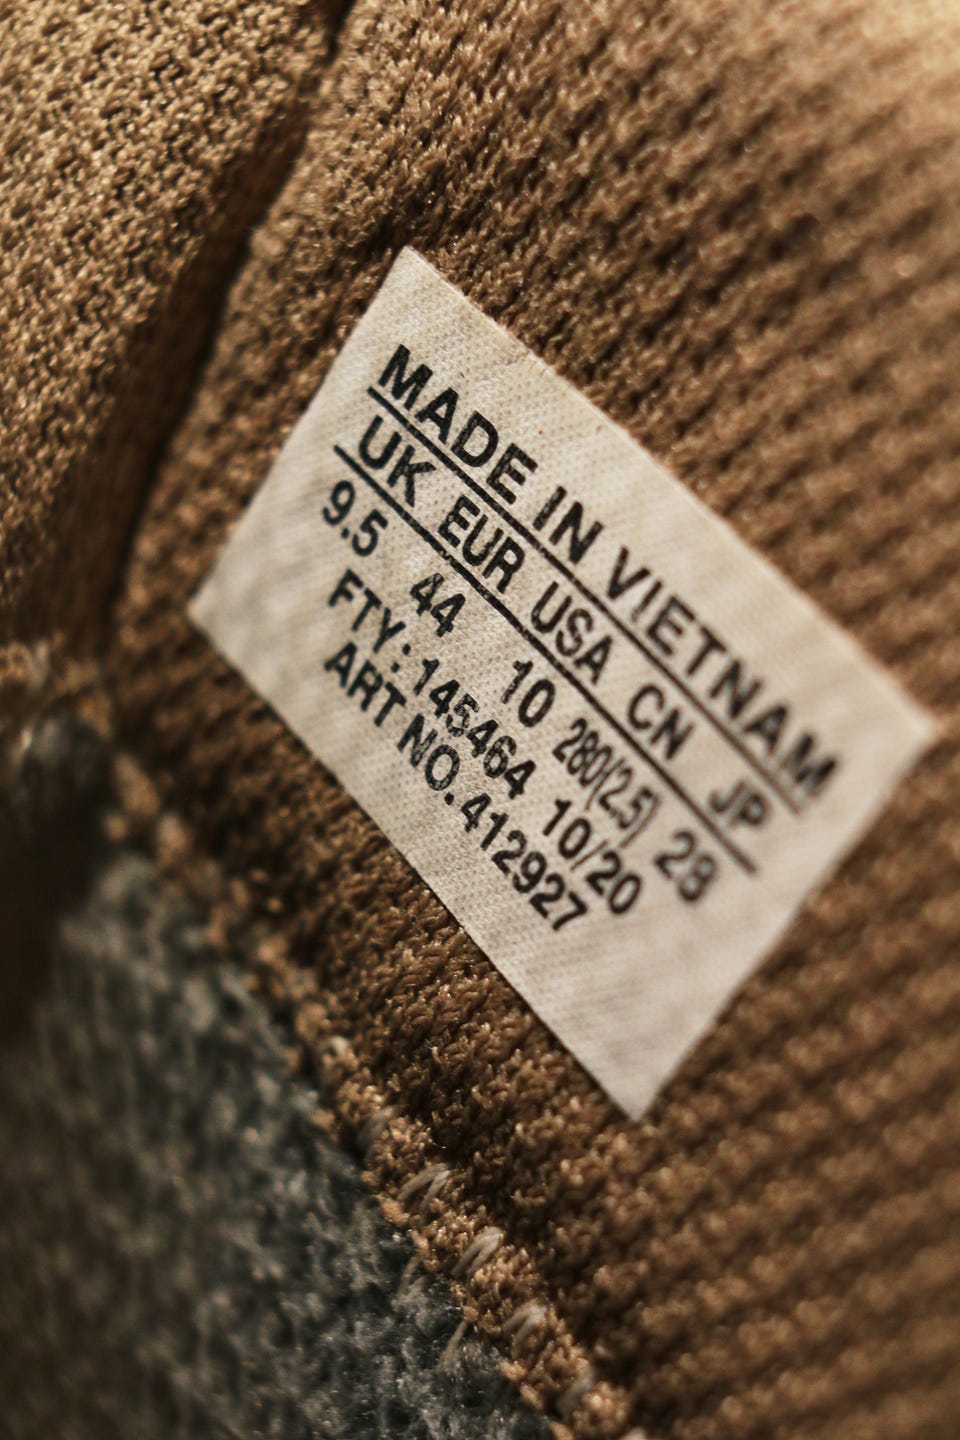 MADE IN VIETNAM
UK EUR USA CN JP
9.5 44 10 280(2.5) 28
FTY: 145464 10/20
ART NO. 412927